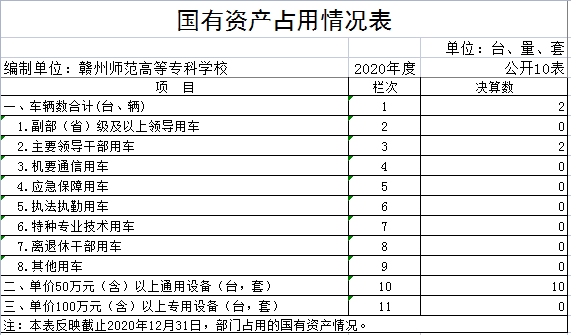 国有资产占用情况表
单位：台、量、套
编制单位：赣州师范高等专科学校 2020年度 公开10表
项 目 栏次 决算数
一、车辆数合计(台、辆) 1 2
1.副部（省）级及以上领导用车 2 0
2.主要领导干部用车 3 2
3.机要通信用车 4 0
4.应急保障用车 5 0
5.执法执勤用车 6 0
6.特种专业技术用车 7 0
7.离退休干部用车 8 0
8.其他用车 9 0
二、单价50万元（含）以上通用设备（台，套） 10 10
三、单价100万元（含）以上专用设备（台，套） 11 0
注：本表反映截止2020年12月31日，部门占用的国有资产情况。